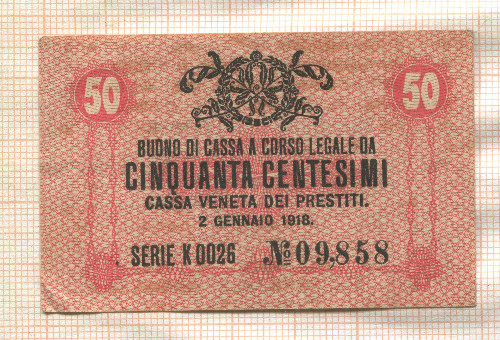 50 50
BUONO DI CASSA A CORSO LEGALE DA
CINQUANTA CENTESIMI
CASSA VENETA DEI PRESTITI.
2 GENNAIO 1918.
SERIE K 0026 No 09,858